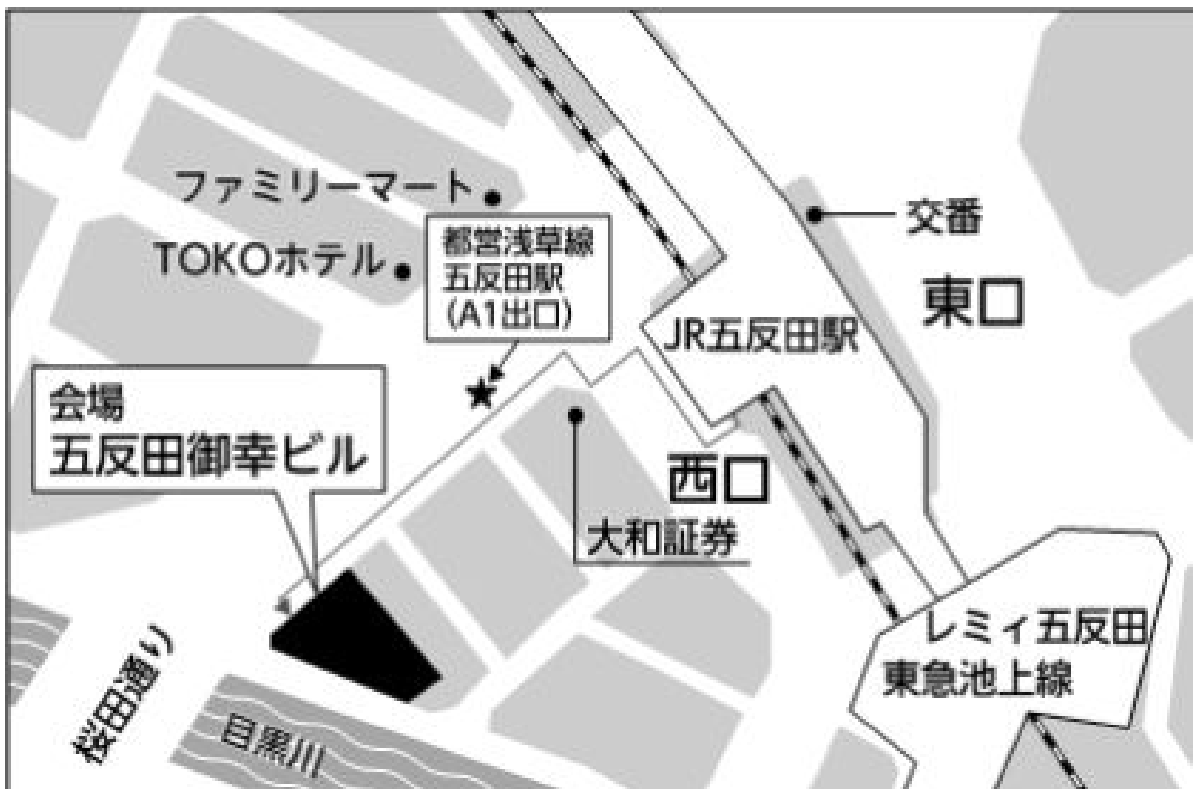 ファミリーマート
TOKOホテル
都営浅草線
五反田駅
(A1出口)
交番
東口
JR五反田駅
会場
五反田御幸ビル
西口
大和証券
レミィ五反田
東急池上線
桜田通り
目黒川